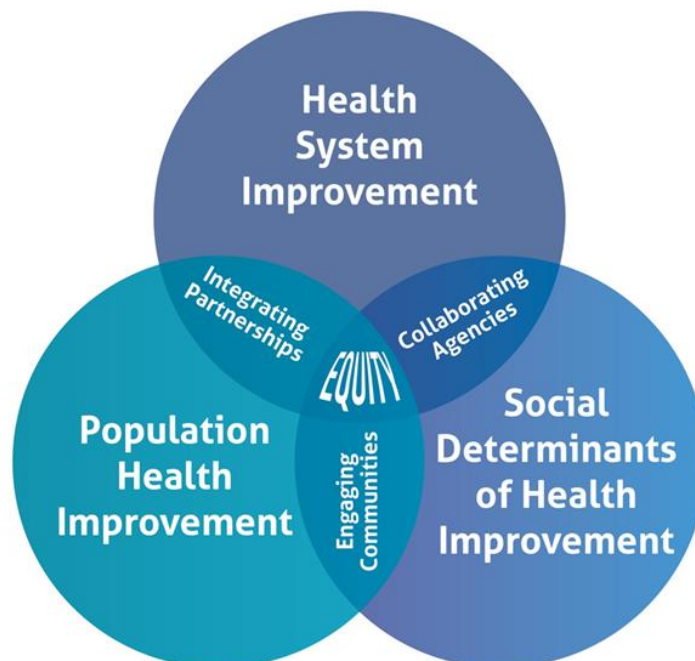 Health
System
Improvement
Integrating
Partnerships
Collaborating
Agencies
EQUITY
Population
Health
Improvement
Engaging
Communities
Social
Determinants
of Health
Improvement